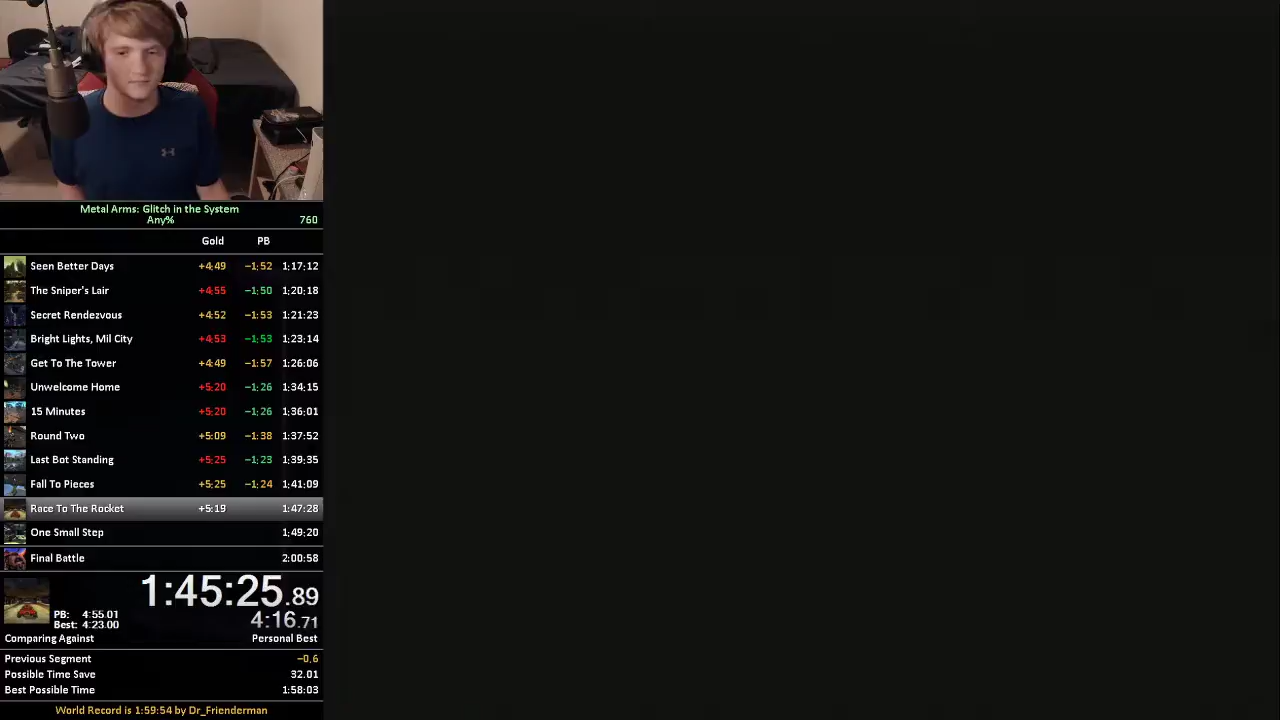 Metal Arms: Glitch in the System
Any% 760
Gold PB
Seen Better Days +4:49 −1:52 1:17:12
The Sniper's Lair +4:55 −1:50 1:20:18
Secret Rendezvous +4:52 −1:53 1:21:23
Bright Lights, Mil City +4:53 −1:53 1:23:14
Get To The Tower +4:49 −1:57 1:26:06
Unwelcome Home +5:20 −1:26 1:34:15
15 Minutes +5:20 −1:26 1:36:01
Round Two +5:09 −1:38 1:37:52
Last Bot Standing +5:25 −1:23 1:39:35
Fall To Pieces +5:25 −1:24 1:41:09
Race To The Rocket +5:19 1:47:28
One Small Step 1:49:20
Final Battle 2:00:58
1:45:25.89
PB: 4:55.01 4:16.71
Best: 4:23.00
Comparing Against Personal Best
Previous Segment −0.6
Possible Time Save 32.01
Best Possible Time 1:58:03
World Record is 1:59:54 by Dr_Frienderman